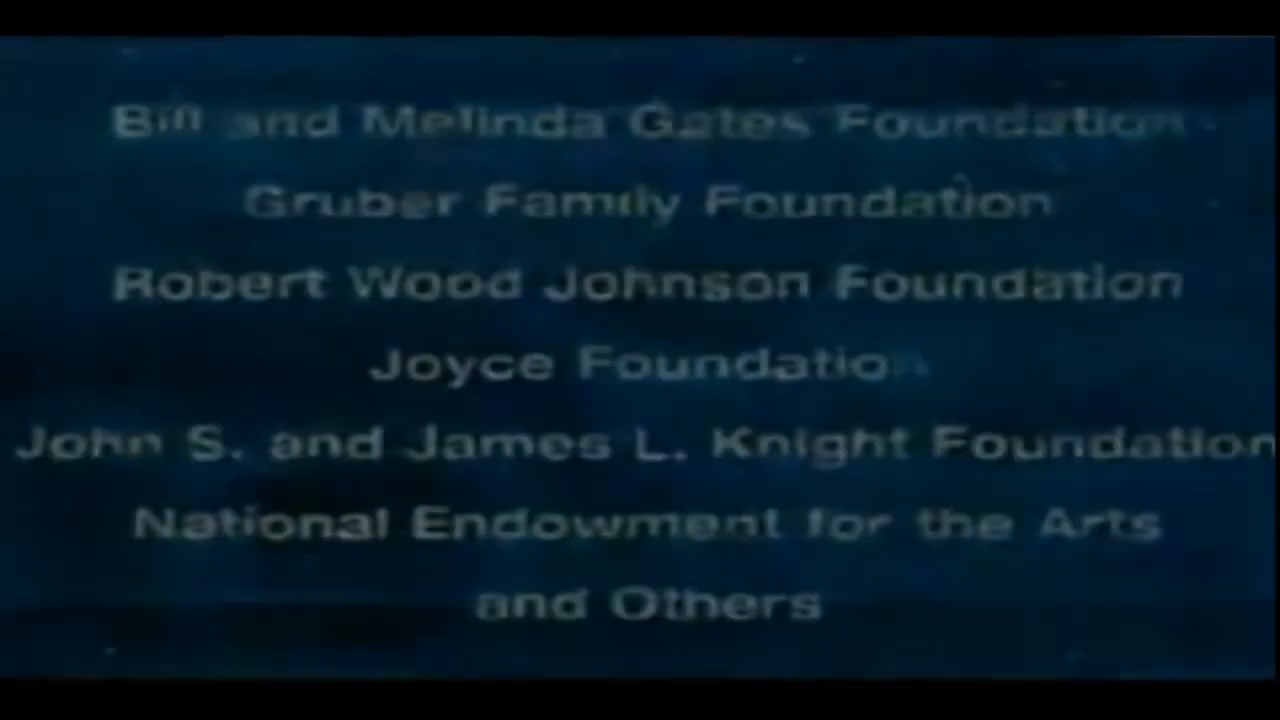 Bill and Melinda Gates Foundation
Gruber Family Foundation
Robert Wood Johnson Foundation
Joyce Foundation
John S. and James L. Knight Foundation
National Endowment for the Arts
and Others